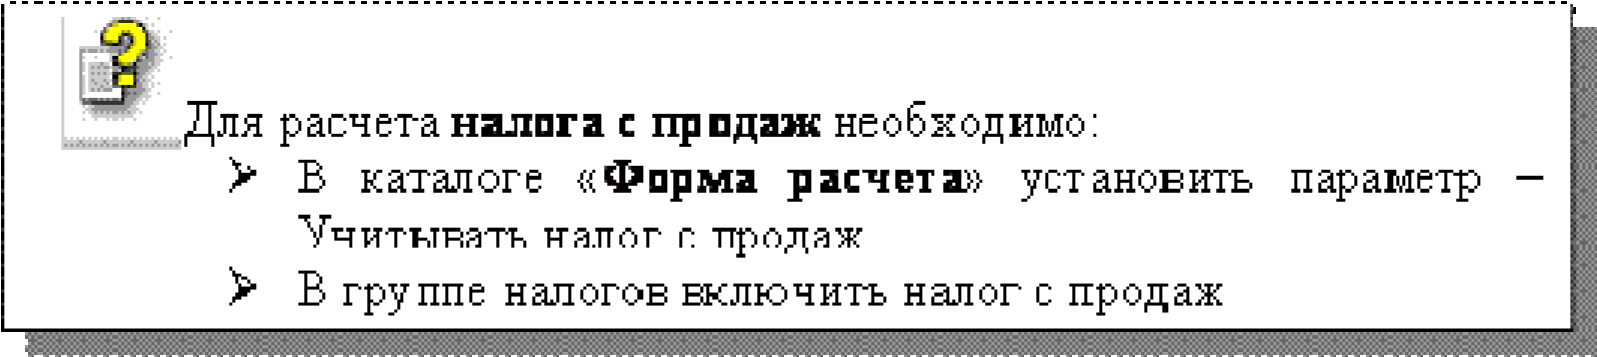 Для расчета налога с продаж необходимо:
➢ В каталоге «Форма расчета» установить параметр –
Учитывать налог с продаж
➢ В группе налогов включить налог с продаж